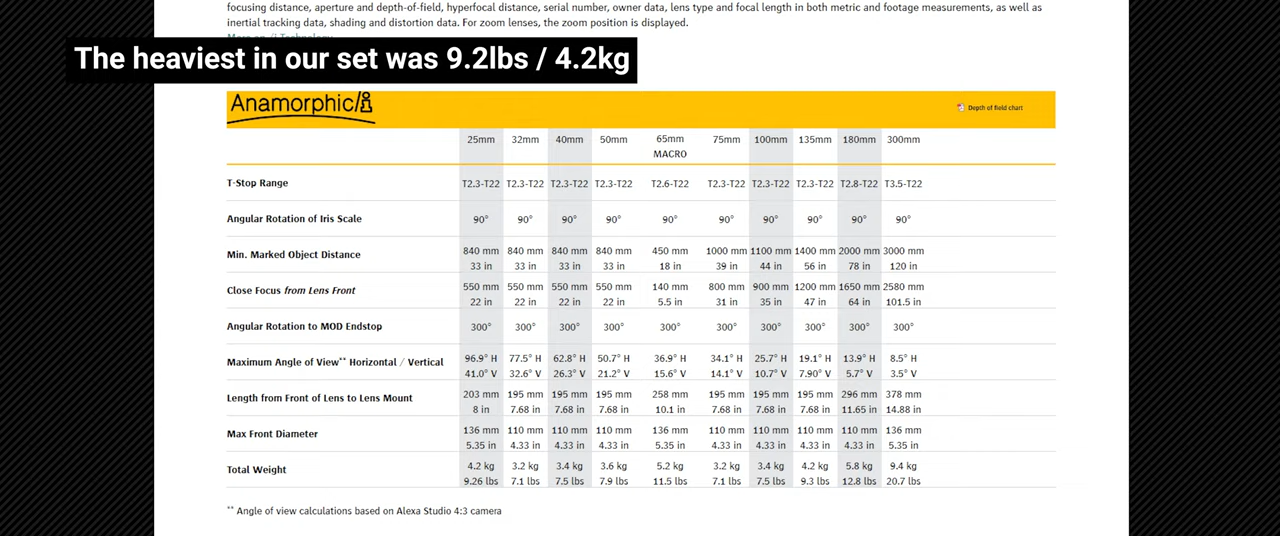 focusing distance, aperture and depth-of-field, hyperfocal distance, serial number, owner data, lens type and focal length in both metric and footage measurements, as well as
inertial tracking data, shading and distortion data. For zoom lenses, the zoom position is displayed.
The heaviest in our set was 9.2lbs / 4.2kg
Anamorphic/i Depth of field chart
25mm 32mm 40mm 50mm 65mm MACRO 75mm 100mm 135mm 180mm 300mm
T-Stop Range T2.3-T22 T2.3-T22 T2.3-T22 T2.3-T22 T2.6-T22 T2.3-T22 T2.3-T22 T2.3-T22 T2.8-T22 T3.5-T22
Angular Rotation of Iris Scale 90° 90° 90° 90° 90° 90° 90° 90° 90° 90°
Min. Marked Object Distance 840 mm 840 mm 840 mm 840 mm 450 mm 1000 mm 1100 mm 1400 mm 2000 mm 3000 mm
33 in 33 in 33 in 33 in 18 in 39 in 44 in 56 in 78 in 120 in
Close Focus from Lens Front 550 mm 550 mm 550 mm 550 mm 140 mm 800 mm 900 mm 1200 mm 1650 mm 2580 mm
22 in 22 in 22 in 22 in 5.5 in 31 in 35 in 47 in 64 in 101.5 in
Angular Rotation to MOD Endstop 300° 300° 300° 300° 300° 300° 300° 300° 300° 300°
Maximum Angle of View** Horizontal / Vertical 96.9° H 77.5° H 62.8° H 50.7° H 36.9° H 34.1° H 25.7° H 19.1° H 13.9° H 8.5° H
41.0° V 32.6° V 26.3° V 21.2° V 15.6° V 14.1° V 10.7° V 7.90° V 5.7° V 3.5° V
Length from Front of Lens to Lens Mount 203 mm 195 mm 195 mm 195 mm 258 mm 195 mm 195 mm 195 mm 296 mm 378 mm
8 in 7.68 in 7.68 in 7.68 in 10.1 in 7.68 in 7.68 in 7.68 in 11.65 in 14.88 in
Max Front Diameter 136 mm 110 mm 110 mm 110 mm 136 mm 110 mm 110 mm 110 mm 110 mm 136 mm
5.35 in 4.33 in 4.33 in 4.33 in 5.35 in 4.33 in 4.33 in 4.33 in 4.33 in 5.35 in
Total Weight 4.2 kg 3.2 kg 3.4 kg 3.6 kg 5.2 kg 3.2 kg 3.4 kg 4.2 kg 5.8 kg 9.4 kg
9.26 lbs 7.1 lbs 7.5 lbs 7.9 lbs 11.5 lbs 7.1 lbs 7.5 lbs 9.3 lbs 12.8 lbs 20.7 lbs
** Angle of view calculations based on Alexa Studio 4:3 camera